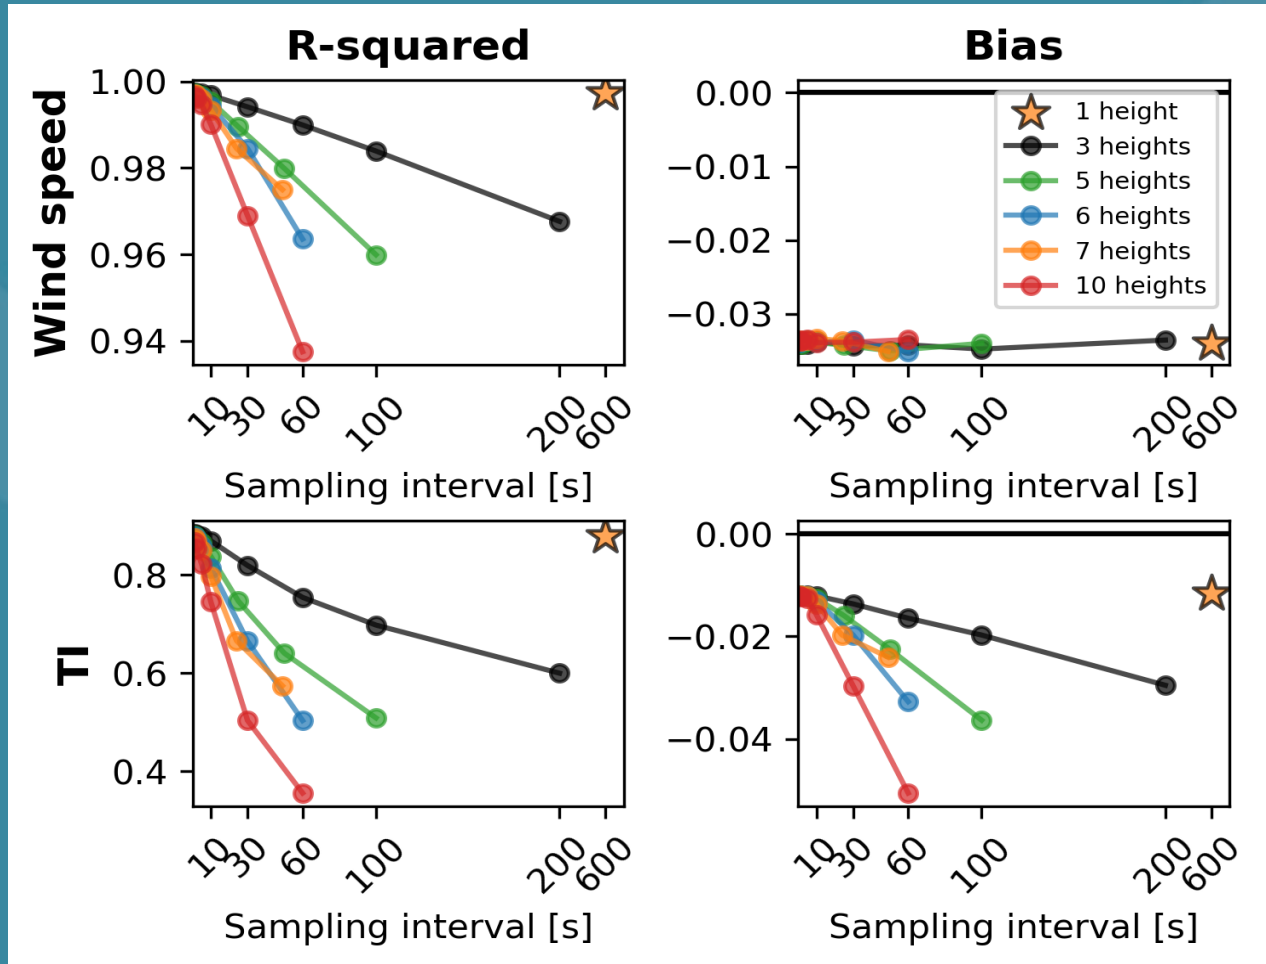 R-squared
Bias
Wind speed
1.00
0.98
0.96
0.94
10
30
60
100
200
600
Sampling interval [s]
0.00
−0.01
−0.02
−0.03
1 height
3 heights
5 heights
6 heights
7 heights
10 heights
10
30
60
100
200
600
Sampling interval [s]
TI
0.8
0.6
0.4
10
30
60
100
200
600
Sampling interval [s]
0.00
−0.02
−0.04
10
30
60
100
200
600
Sampling interval [s]